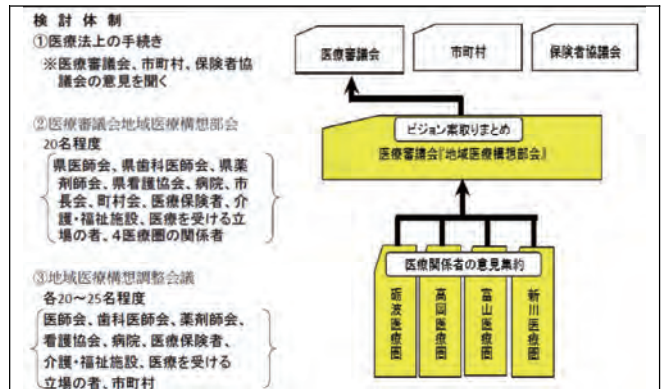 検討体制
①医療法上の手続き
※医療審議会、市町村、保険者協
議会の意見を聞く
②医療審議会地域医療構想部会
20名程度
県医師会、県歯科医師会、県薬
剤師会、県看護協会、病院、市
長会、町村会、医療保険者、介
護・福祉施設、医療を受ける立
場の者、4医療圏の関係者
③地域医療構想調整会議
各20～25名程度
医師会、歯科医師会、薬剤師会、
看護協会、病院、医療保険者、
介護・福祉施設、医療を受ける
立場の者、市町村
医療審議会
市町村
保険者協議会
ビジョン案取りまとめ
医療審議会『地域医療構想部会』
医療関係者の意見集約
砺波医療圏
高岡医療圏
富山医療圏
新川医療圏